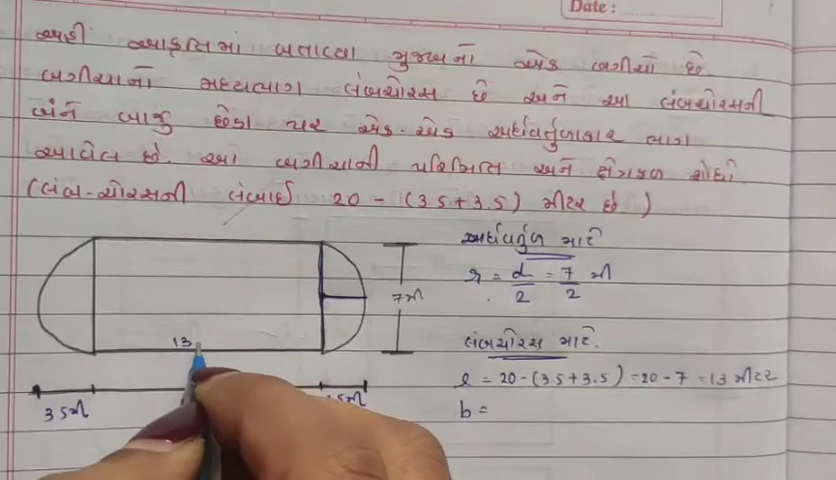 Date :
અહીં આકૃતિમાં બતાવ્યા મુજબનો એક બગીચો છે.
બગીચાનો મધ્યભાગ લંબચોરસ છે અને આ લંબચોરસની
બંને બાજુ છેડા પર એક-એક અર્ધવર્તુળાકાર ભાગ
આવેલ છે. આ બગીચાની પરિમિતિ અને ક્ષેત્રફળ શોધો
(લંબ-ચોરસની લંબાઈ 20 - (3.5+3.5) મીટર છે)
અર્ધવર્તુળ માટે
r = d/2 = 7/2 મી
7મી
લંબચોરસ માટે.
13
l = 20-(3.5+3.5) = 20-7 = 13 મીટર
3.5મી
b =